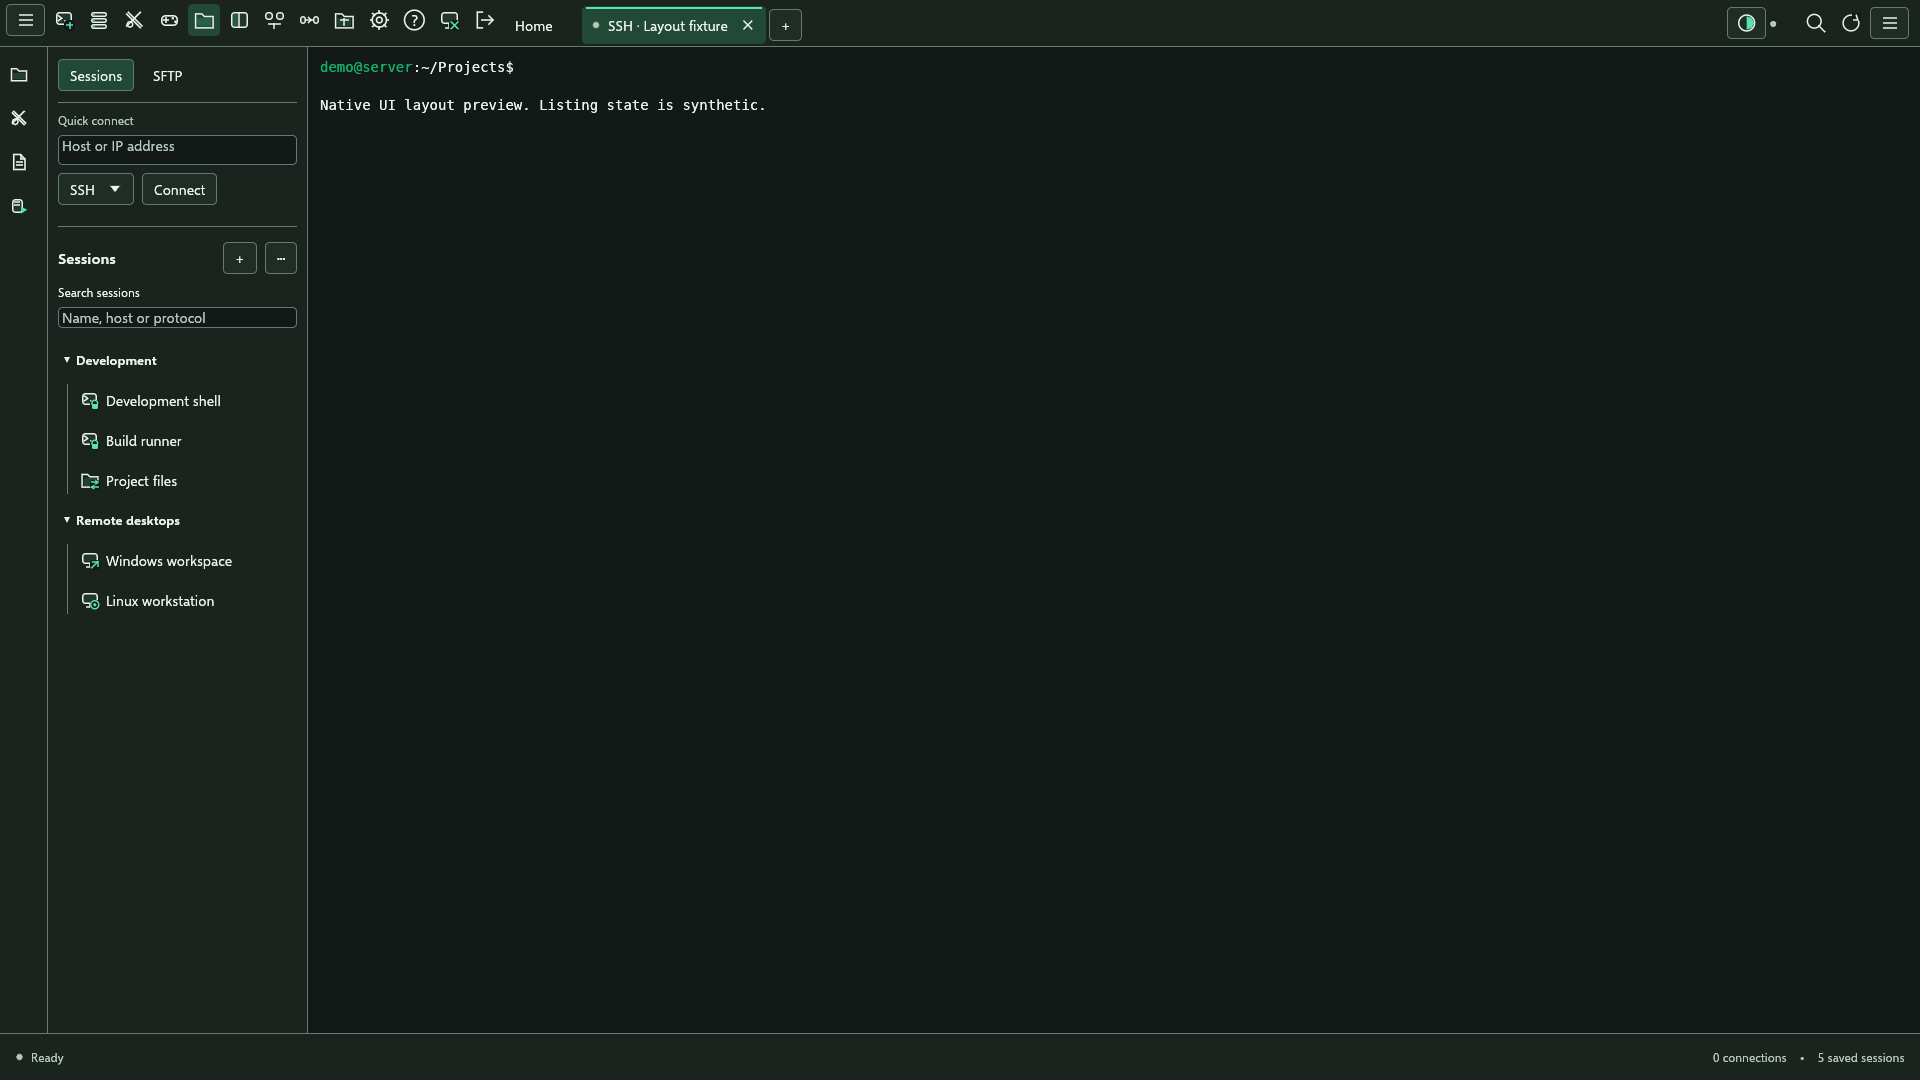 Home
SSH · Layout fixture
+
Sessions
SFTP
demo@server:~/Projects$
Native UI layout preview. Listing state is synthetic.
Quick connect
Host or IP address
SSH
Connect
Sessions
+
...
Search sessions
Name, host or protocol
Development
Development shell
Build runner
Project files
Remote desktops
Windows workspace
Linux workstation
Ready
0 connections • 5 saved sessions